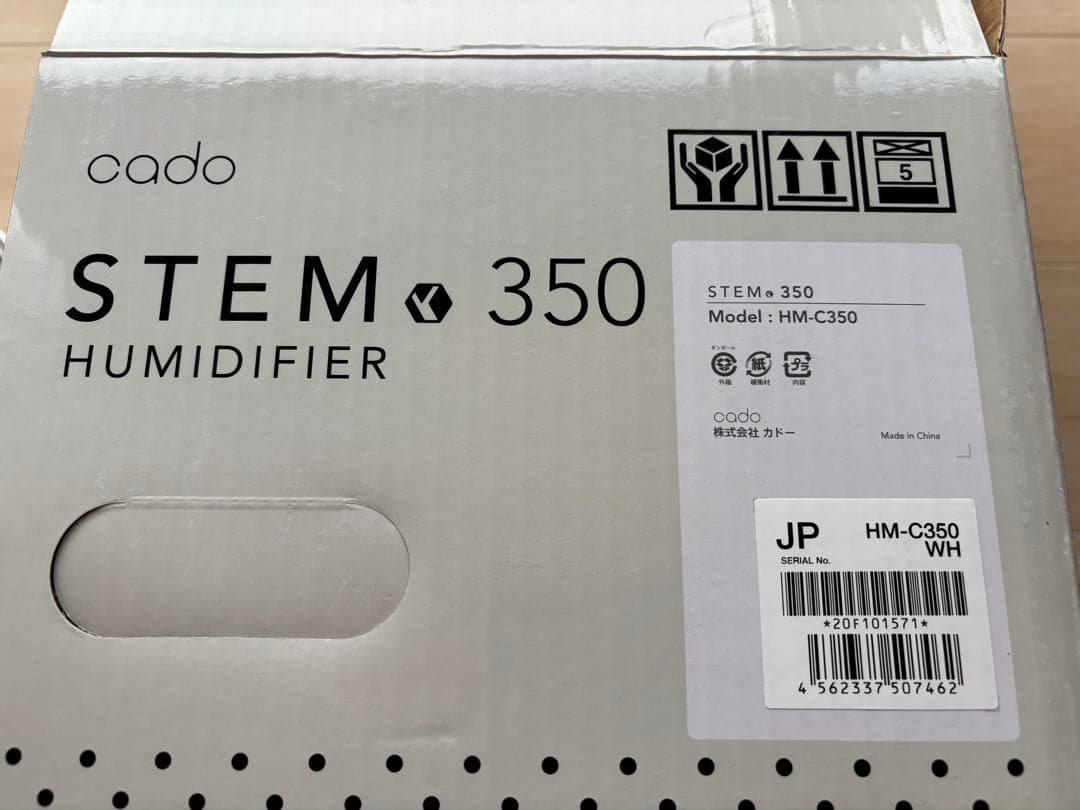 cado
STEM 350
HUMIDIFIER
5
STEM 350
Model : HM-C350
ダンボール
紙
プラ
外箱
緩衝材
内袋
cado
株式会社 カドー
Made in China
JP
HM-C350
WH
SERIAL No.
*20F101571*
4 562337 507462